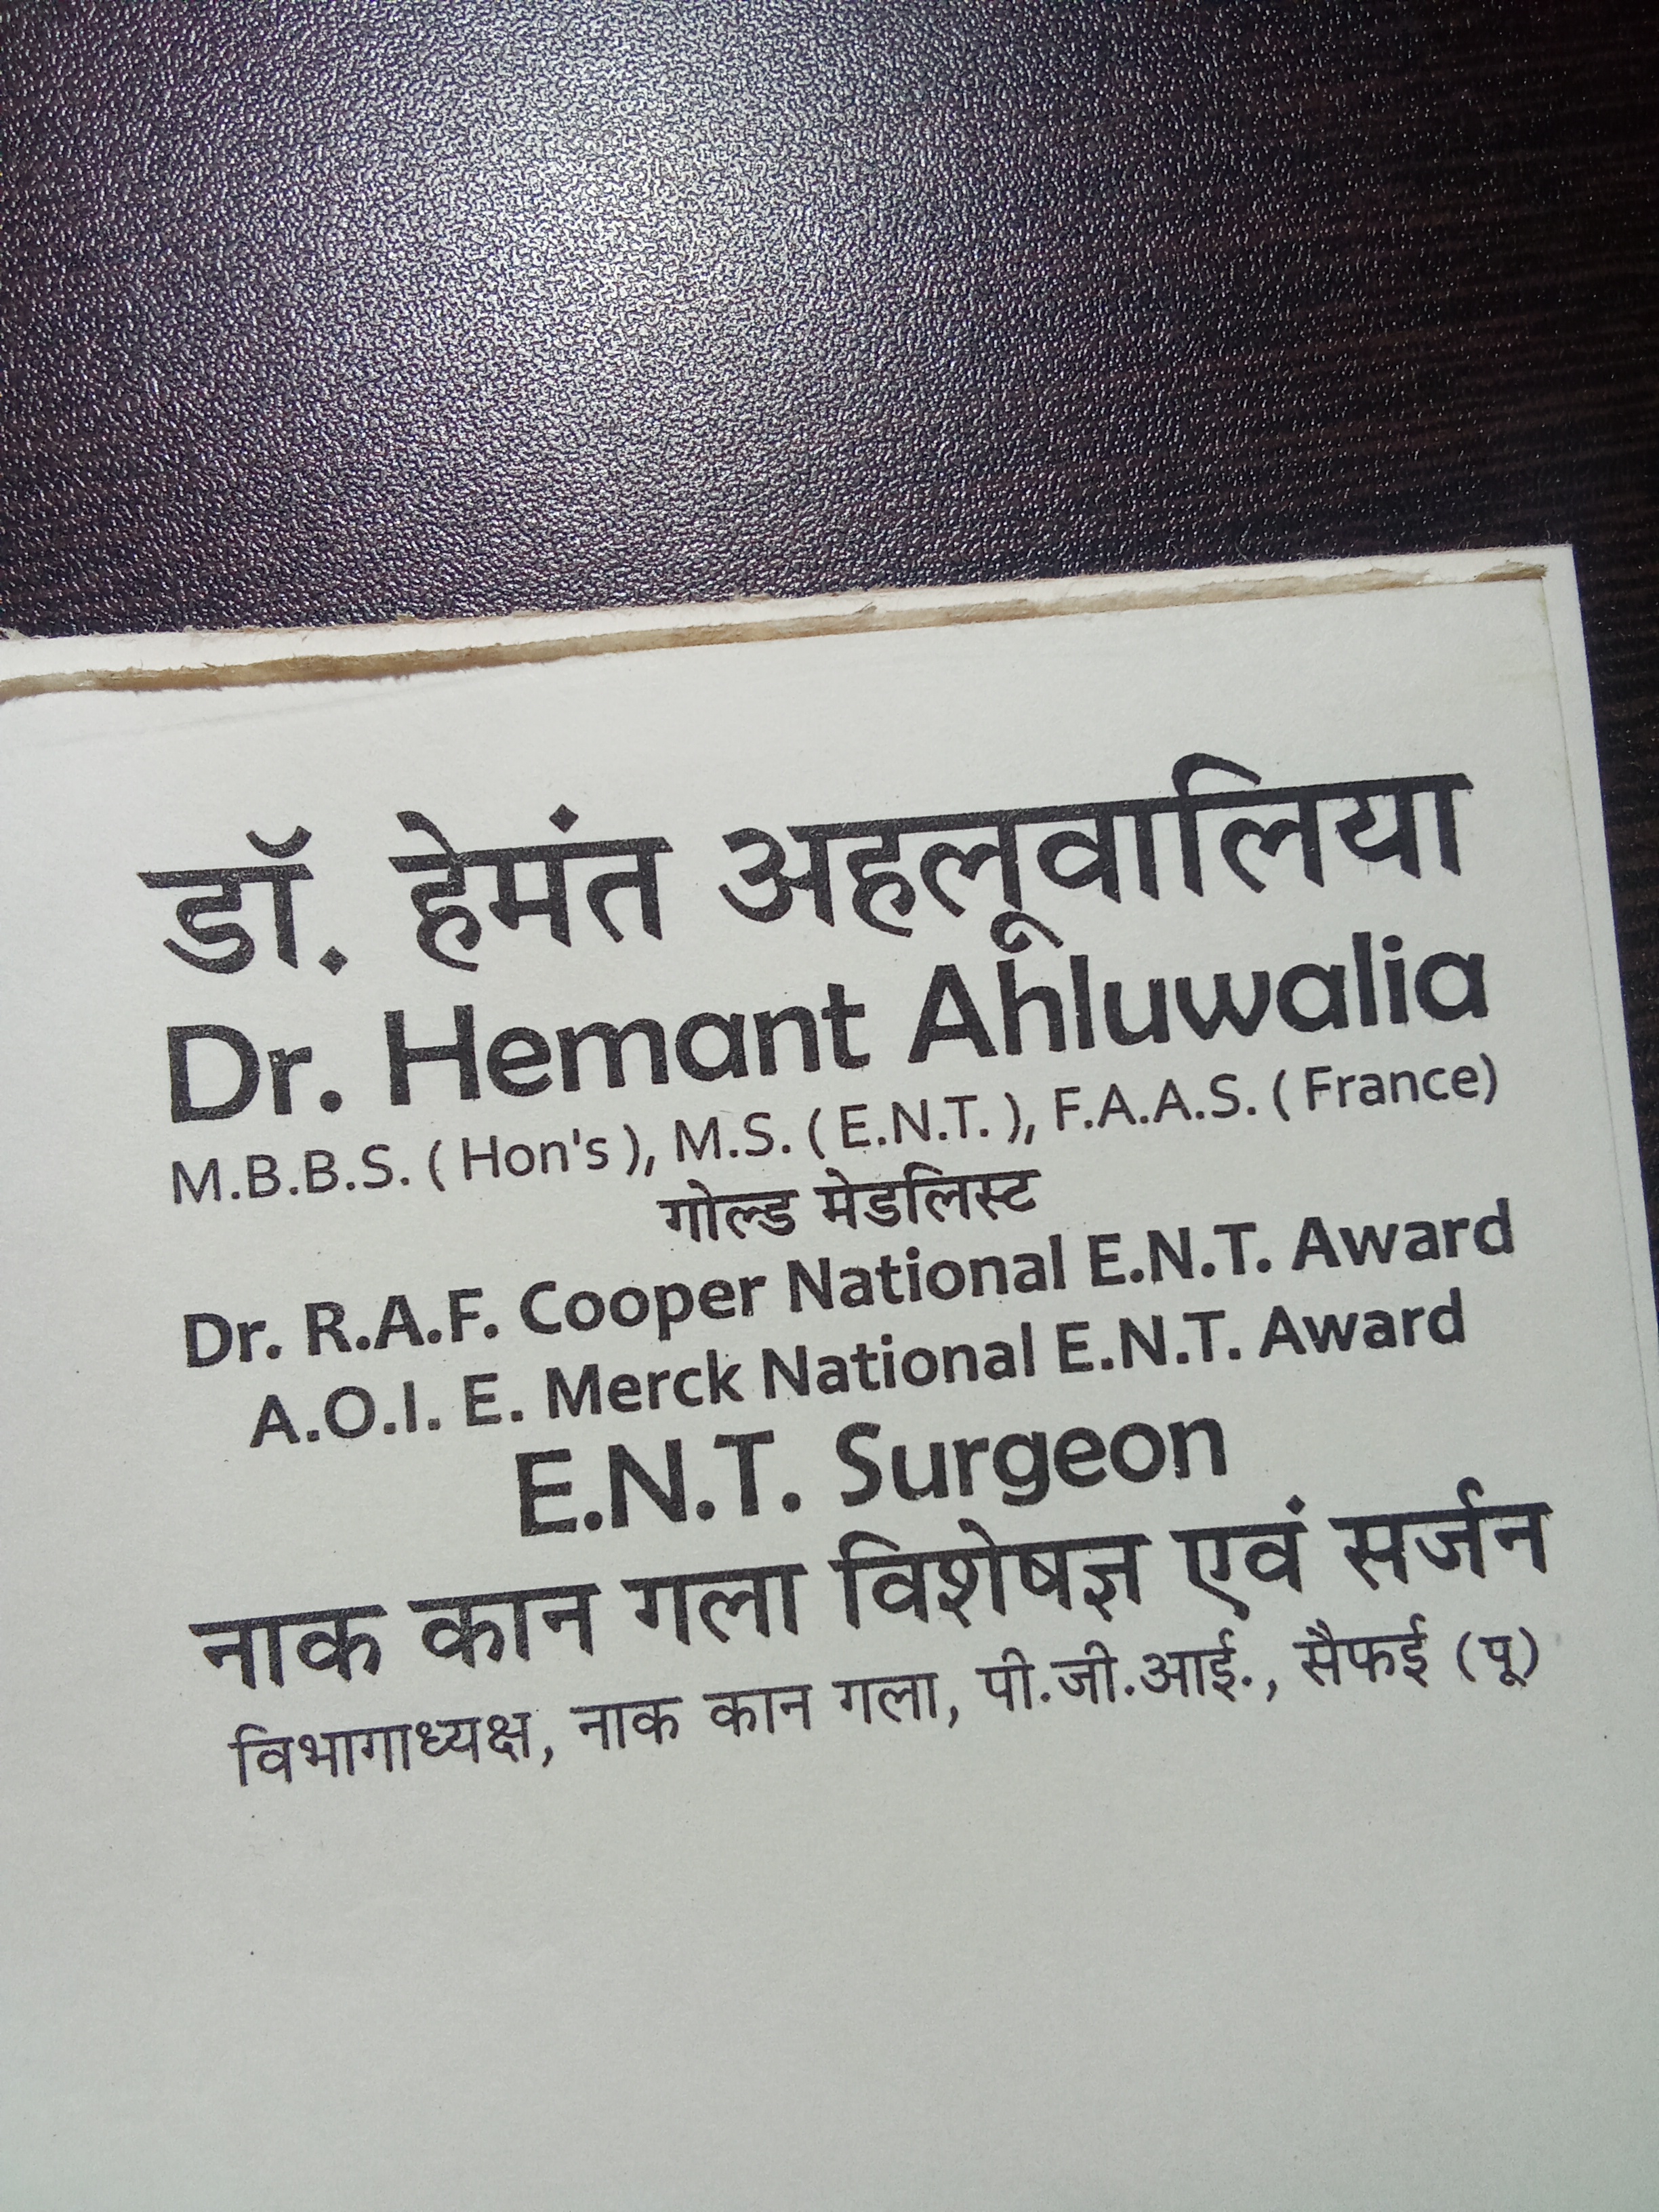 डॉ. हेमंत अहलूवालिया
Dr. Hemant Ahluwalia
M.B.B.S. ( Hon's ), M.S. ( E.N.T. ), F.A.A.S. ( France)
गोल्ड मेडलिस्ट
Dr. R.A.F. Cooper National E.N.T. Award
A.O.I. E. Merck National E.N.T. Award
E.N.T. Surgeon
नाक कान गला विशेषज्ञ एवं सर्जन
विभागाध्यक्ष, नाक कान गला, पी.जी.आई., सैफई (पू)